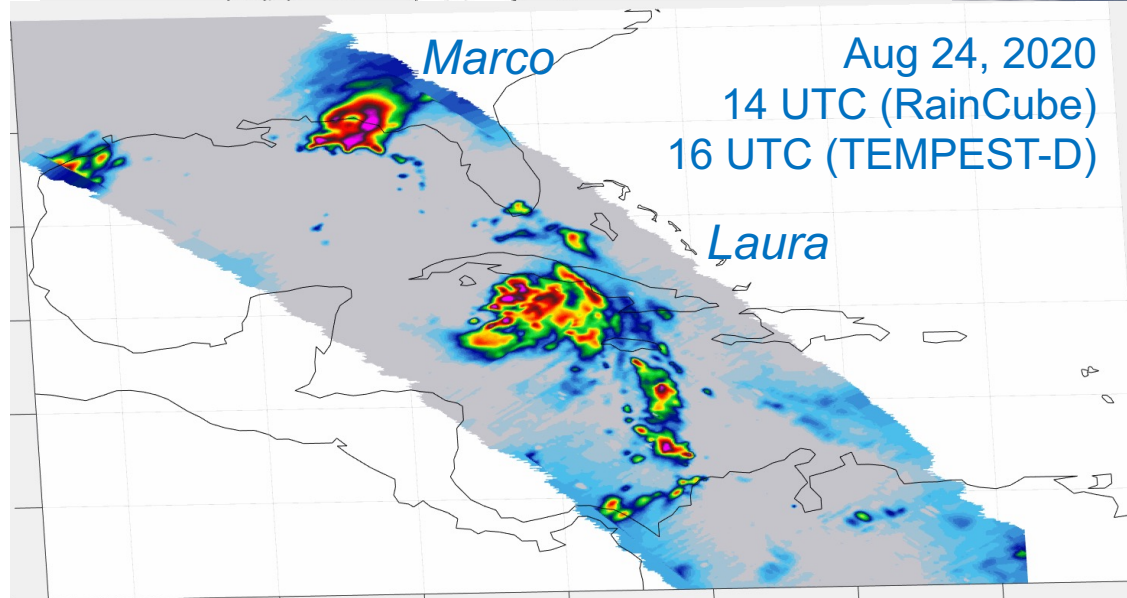 Marco
Aug 24, 2020
14 UTC (RainCube)
16 UTC (TEMPEST-D)
Laura